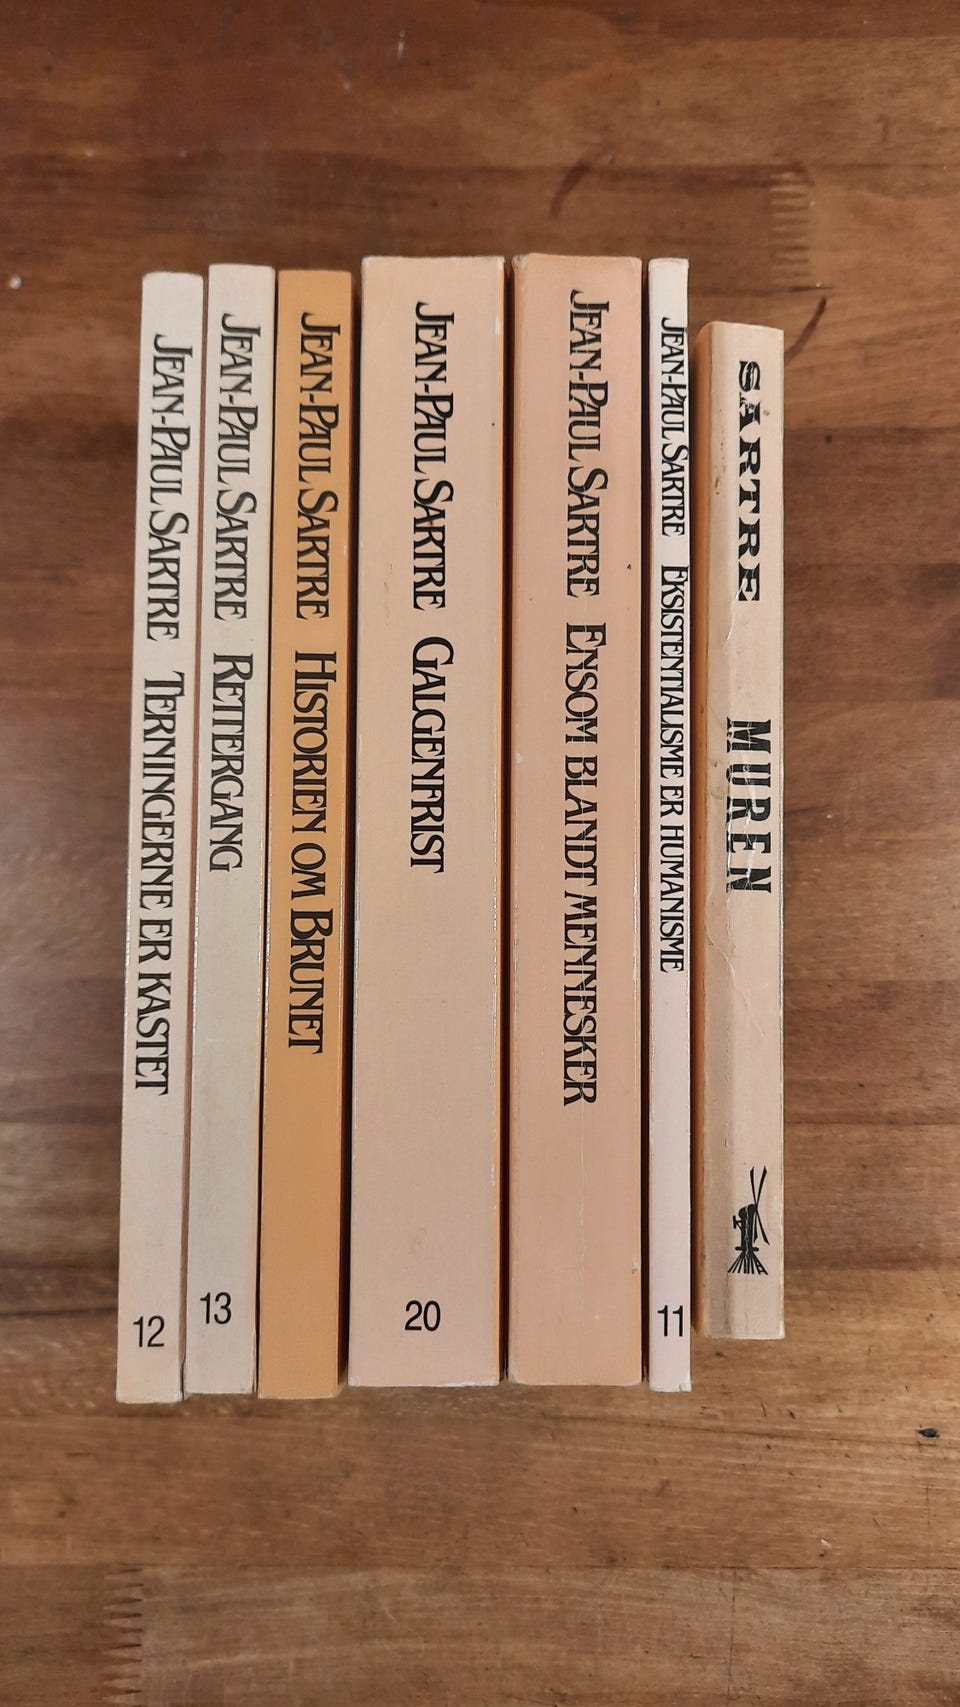 JEAN-PAUL SARTRE TERNINGERNE ER KASTET
12
JEAN-PAUL SARTRE RETTERGANG
13
JEAN-PAUL SARTRE HISTORIEN OM BRUNET
JEAN-PAUL SARTRE GALGENFRIST
20
JEAN-PAUL SARTRE ENSOM BLANDT MENNESKER
JEAN-PAUL SARTRE EKSISTENTIALISME ER HUMANISME
11
SARTRE MUREN